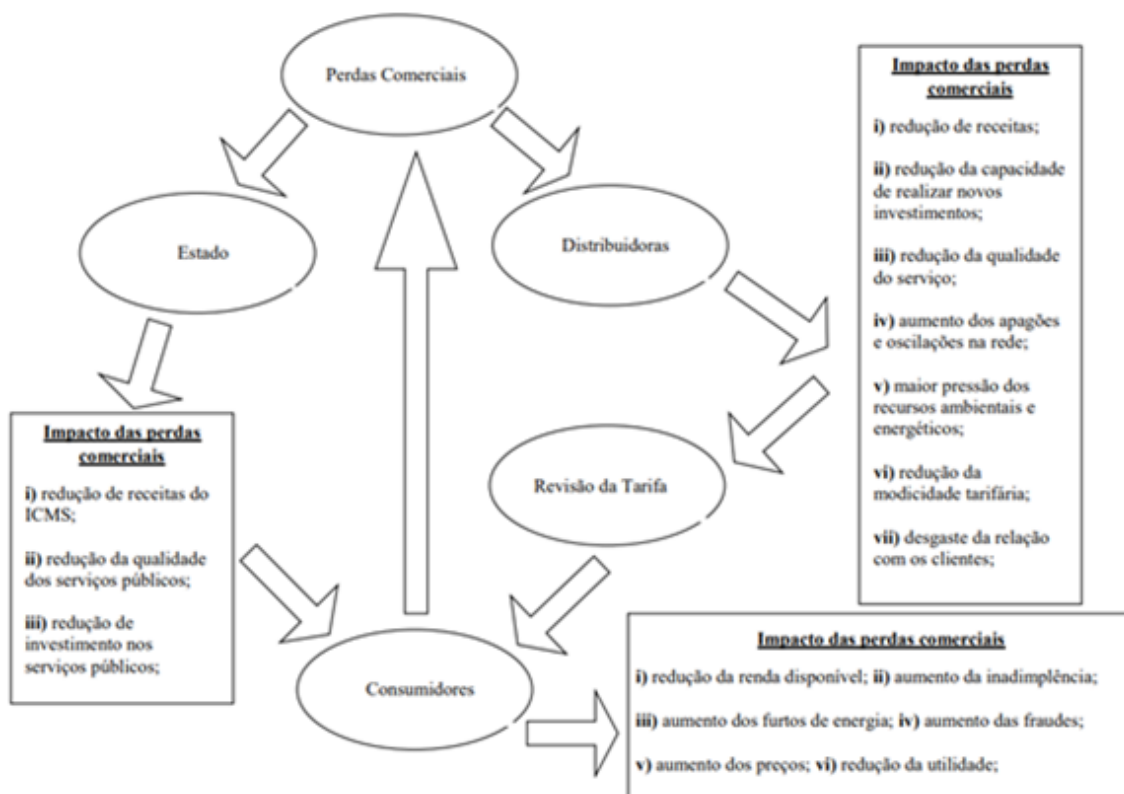 Perdas Comerciais
Estado
Distribuidoras
Impacto das perdas
comerciais
i) redução de receitas;
ii) redução da capacidade
de realizar novos
investimentos;
iii) redução da qualidade
do serviço;
iv) aumento dos apagões
e oscilações na rede;
v) maior pressão dos
recursos ambientais e
energéticos;
vi) redução da
modicidade tarifária;
vii) desgaste da relação
com os clientes;
Impacto das perdas
comerciais
i) redução de receitas do
ICMS;
ii) redução da qualidade
dos serviços públicos;
iii) redução de
investimento nos
serviços públicos;
Revisão da Tarifa
Consumidores
Impacto das perdas comerciais
i) redução da renda disponível; ii) aumento da inadimplência;
iii) aumento dos furtos de energia; iv) aumento das fraudes;
v) aumento dos preços; vi) redução da utilidade;